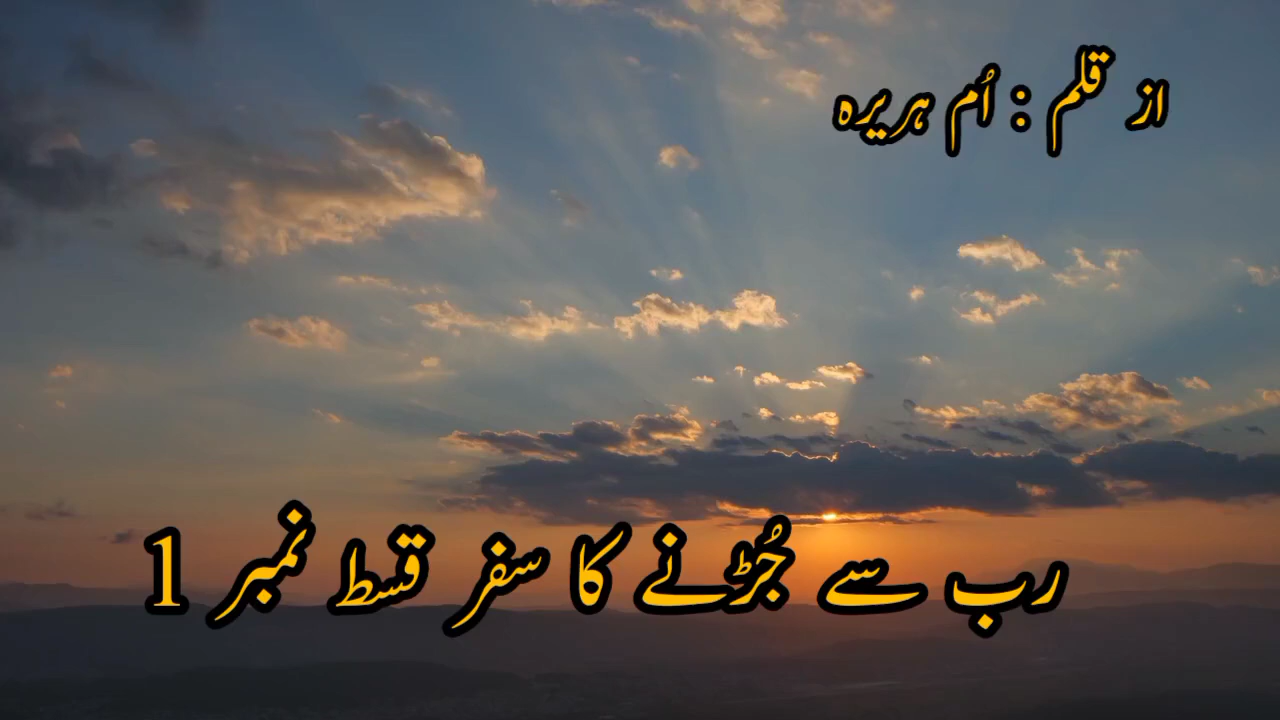 از قلم : اُم ہریرہ
رب سے جُڑنے کا سفر قسط نمبر 1